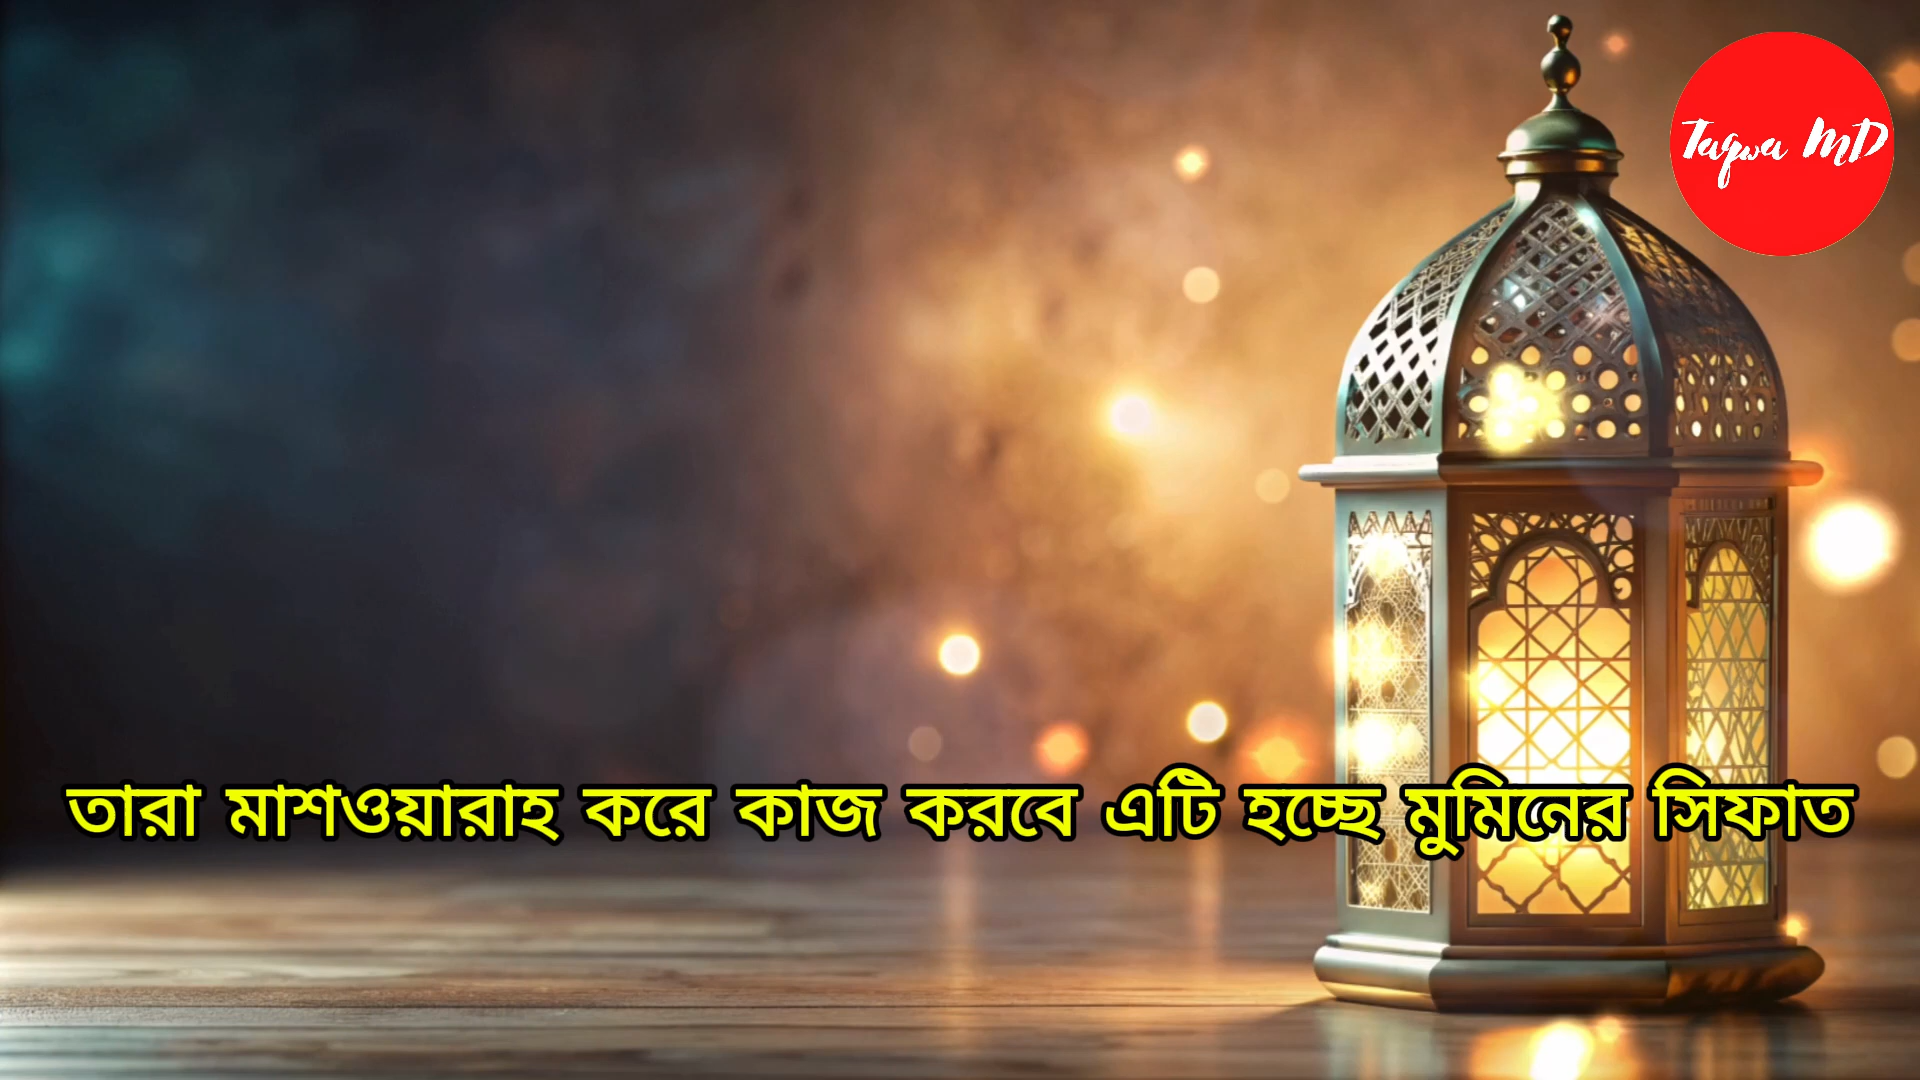 Taqwa MD
তারা মাশওয়ারাহ করে কাজ করবে এটি হচ্ছে মুমিনের সিফাত